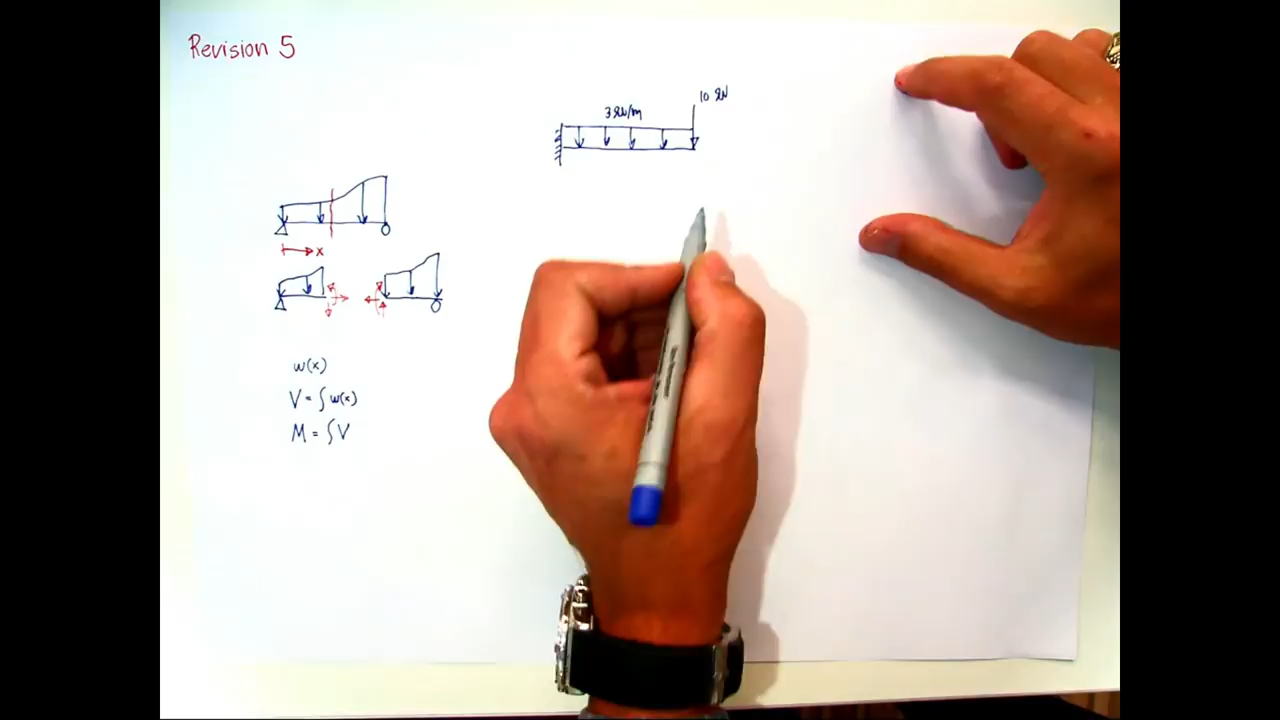 Revision 5
10 kN
3 kN/m
x
w(x)
V = ∫ w(x)
M = ∫ V